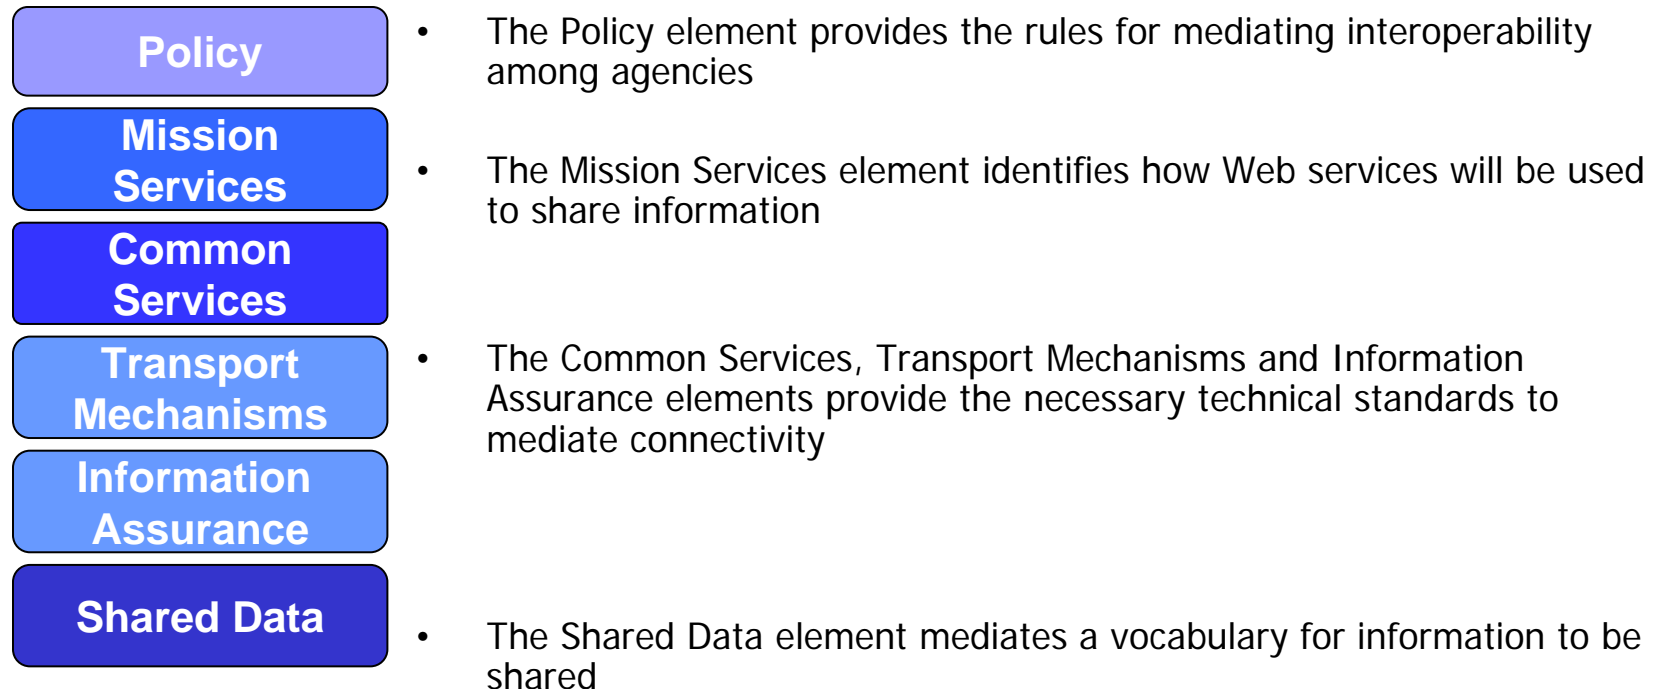 Policy
• The Policy element provides the rules for mediating interoperability
among agencies
Mission
Services
• The Mission Services element identifies how Web services will be used
to share information
Common
Services
Transport
Mechanisms
• The Common Services, Transport Mechanisms and Information
Assurance elements provide the necessary technical standards to
mediate connectivity
Information
Assurance
Shared Data
• The Shared Data element mediates a vocabulary for information to be
shared